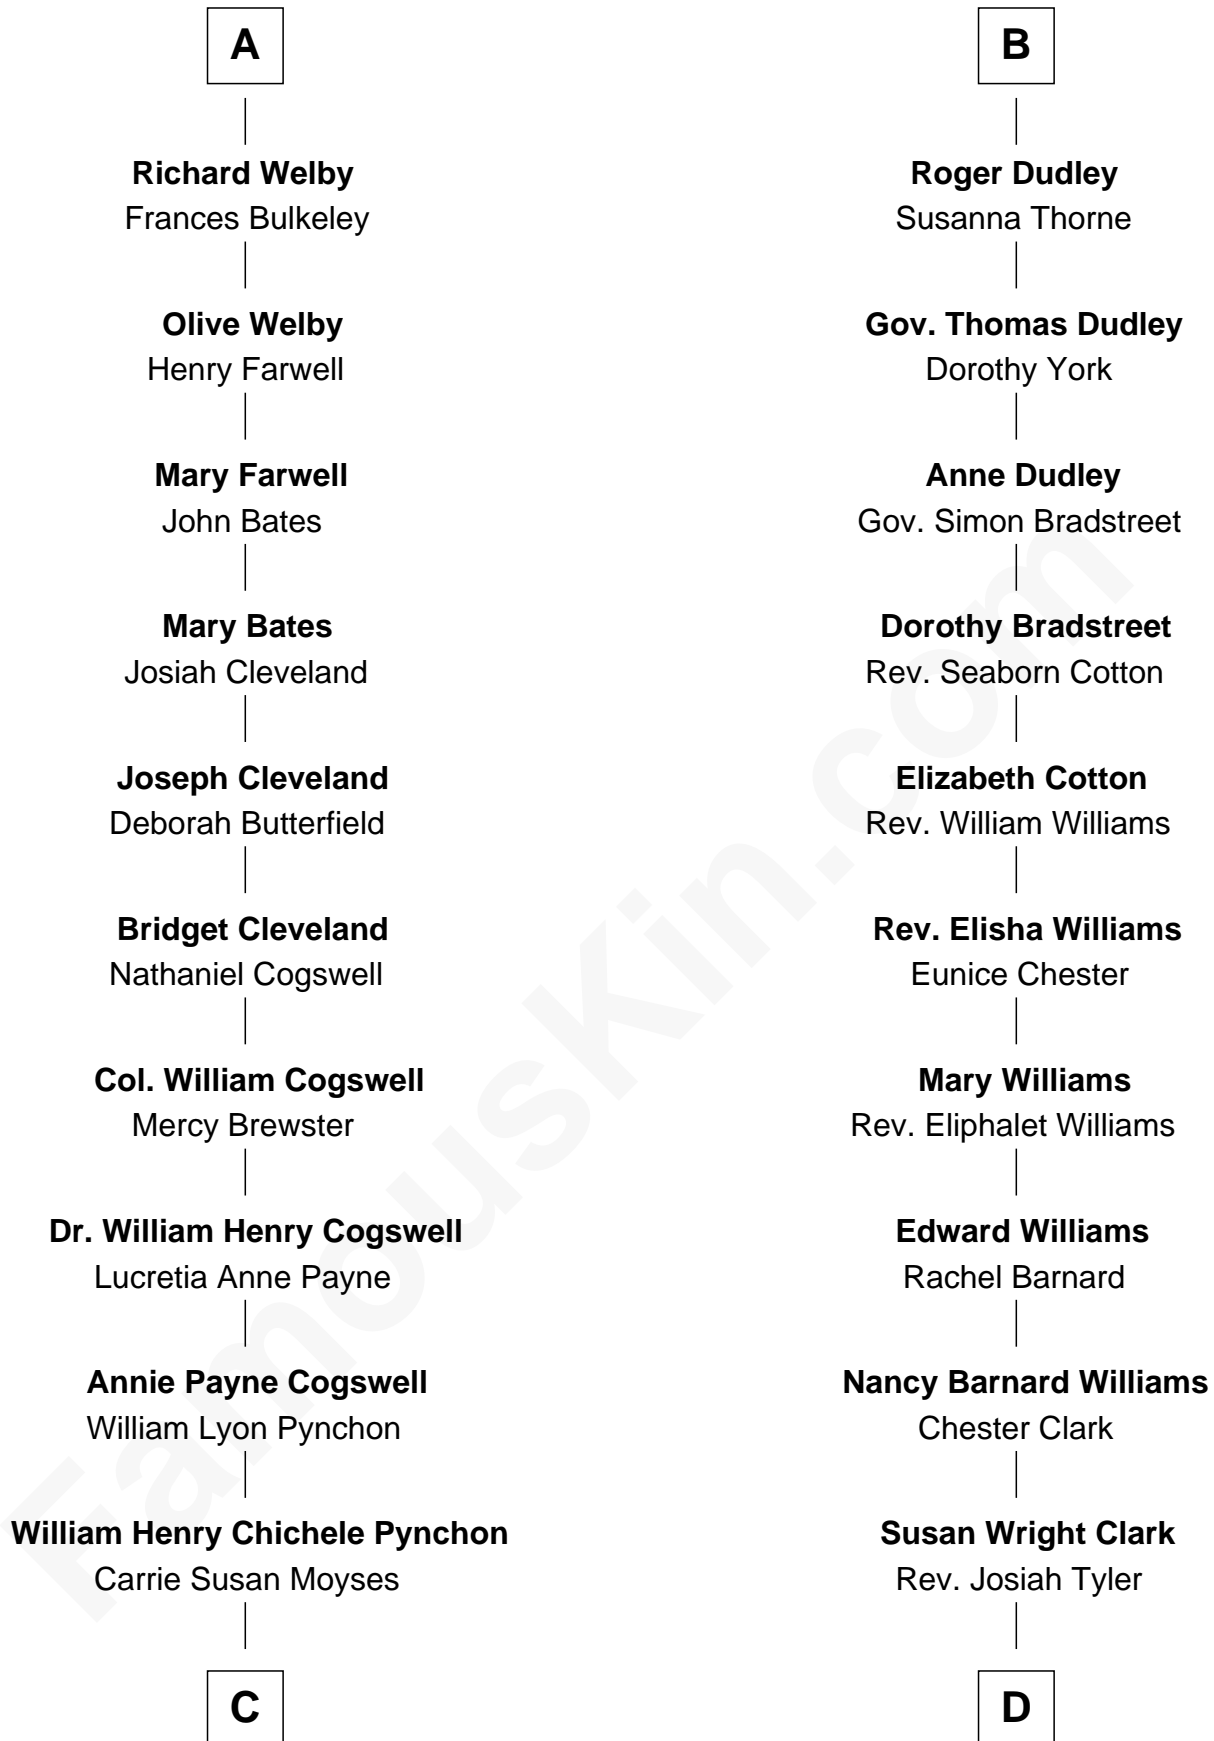 A
Richard Welby
Frances Bulkeley
Olive Welby
Henry Farwell
Mary Farwell
John Bates
Mary Bates
Josiah Cleveland
Joseph Cleveland
Deborah Butterfield
Bridget Cleveland
Nathaniel Cogswell
Col. William Cogswell
Mercy Brewster
Dr. William Henry Cogswell
Lucretia Anne Payne
Annie Payne Cogswell
William Lyon Pynchon
William Henry Chichele Pynchon
Carrie Susan Moyses
C
B
Roger Dudley
Susanna Thorne
Gov. Thomas Dudley
Dorothy York
Anne Dudley
Gov. Simon Bradstreet
Dorothy Bradstreet
Rev. Seaborn Cotton
Elizabeth Cotton
Rev. William Williams
Rev. Elisha Williams
Eunice Chester
Mary Williams
Rev. Eliphalet Williams
Edward Williams
Rachel Barnard
Nancy Barnard Williams
Chester Clark
Susan Wright Clark
Rev. Josiah Tyler
D
FamousKin.com